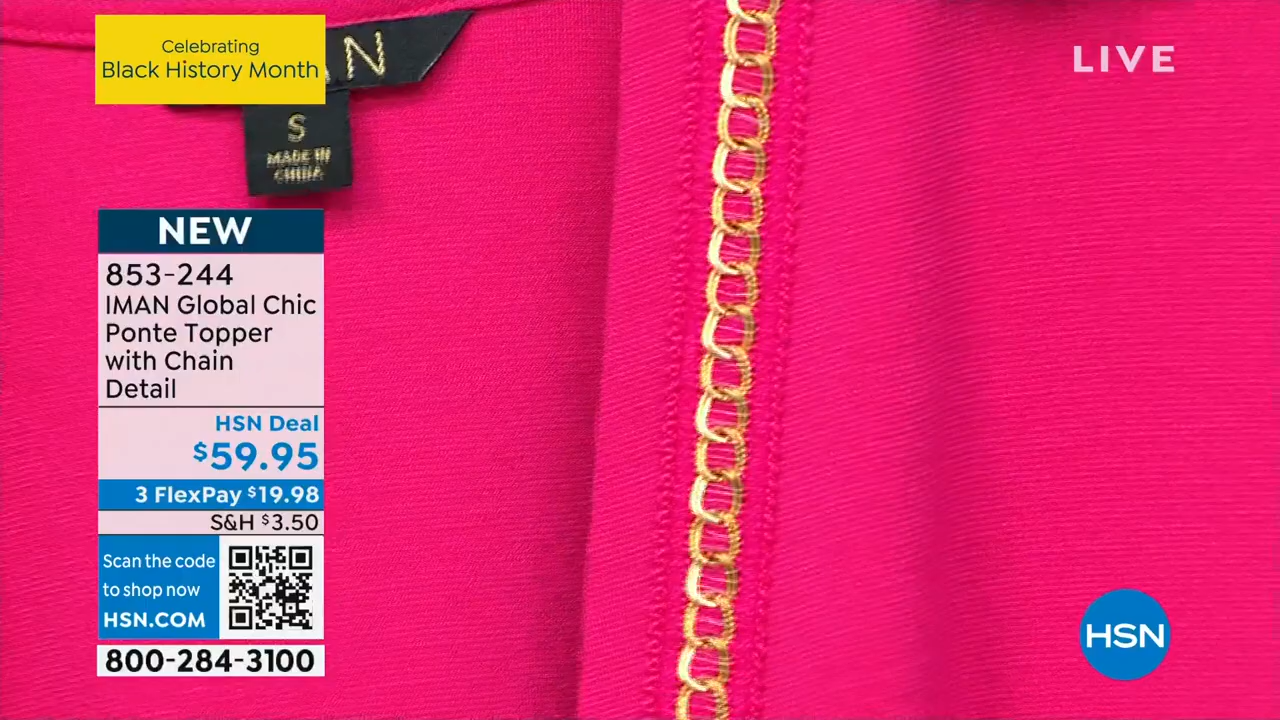 Celebrating
Black History Month
AN
S
MADE IN
CHINA
LIVE
NEW
853-244
IMAN Global Chic
Ponte Topper
with Chain
Detail
HSN Deal
$59.95
3 FlexPay $19.98
S&H $3.50
Scan the code
to shop now
HSN.COM
800-284-3100
HSN